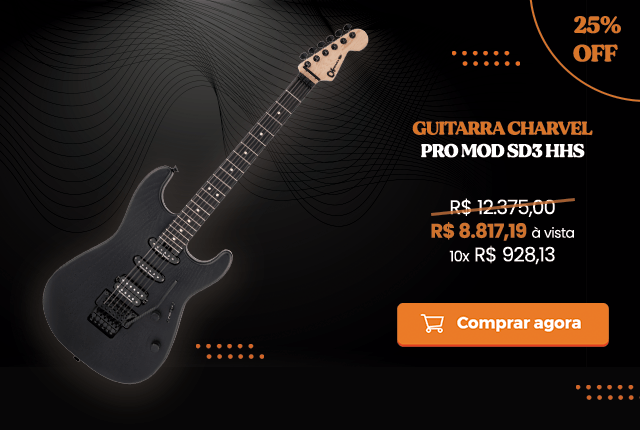 25%
OFF
GUITARRA CHARVEL
PRO MOD SD3 HHS
R$ 12.375,00
R$ 8.817,19 à vista
10x R$ 928,13
Comprar agora